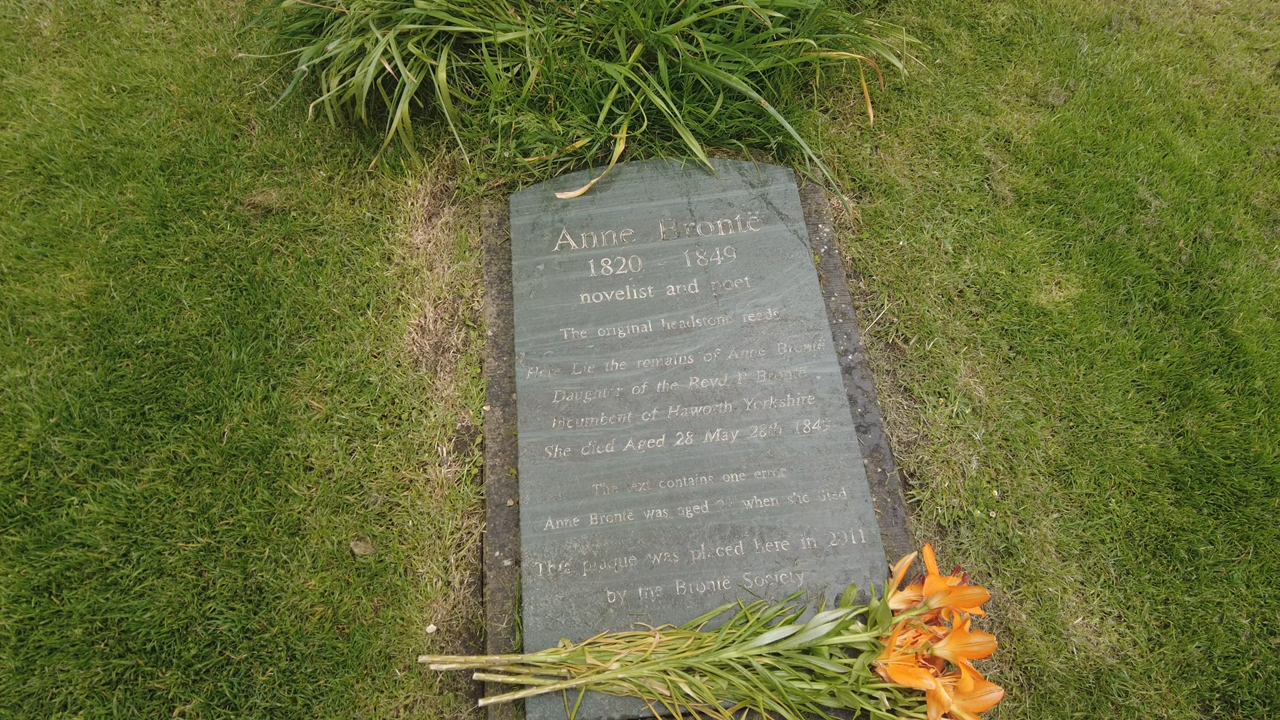 Anne Brontë
1820 - 1849
novelist and poet
The original headstone reads
Here Lie the remains of Anne Brontë
Daughter of the Revd P Brontë
Incumbent of Haworth Yorkshire
She died Aged 28 May 28th 1849
The text contains one error
Anne Brontë was aged when she died
This plaque was placed here in 2011
by the Brontë Society